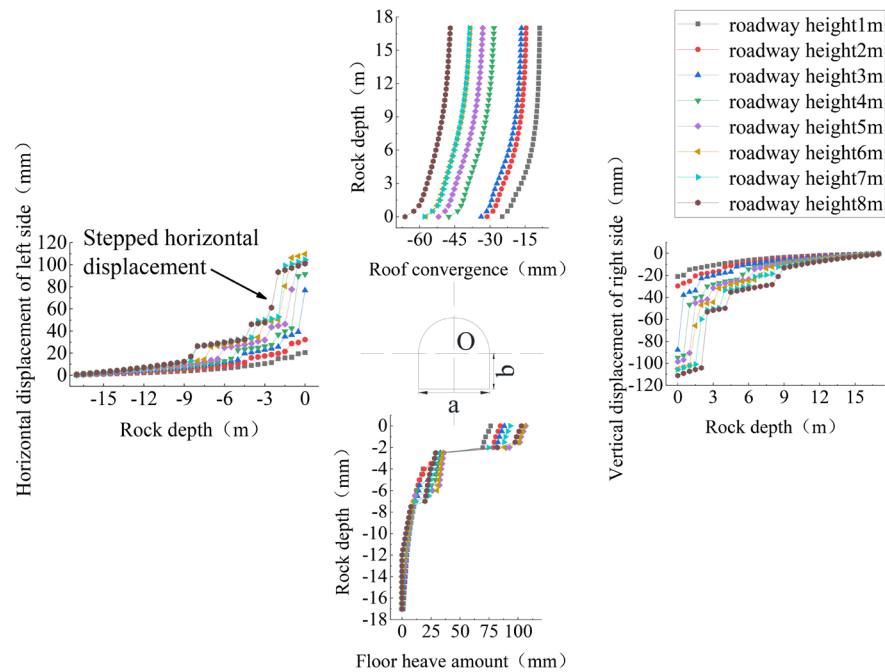 18
15
12
9
6
3
0
Rock depth（m）
-60 -45 -30 -15
Roof convergence（mm）
roadway height1m
roadway height2m
roadway height3m
roadway height4m
roadway height5m
roadway height6m
roadway height7m
roadway height8m
Horizontal displacement of left side（mm）
120
100
80
60
40
20
0
Stepped horizontal
displacement
-15 -12 -9 -6 -3 0
Rock depth（m）
O
b
a
Vertical displacement of right side（mm）
0
-20
-40
-60
-80
-100
-120
0 3 6 9 12 15
Rock depth（m）
Rock depth（mm）
0
-2
-4
-6
-8
-10
-12
-14
-16
-18
0 25 50 75 100
Floor heave amount（mm）